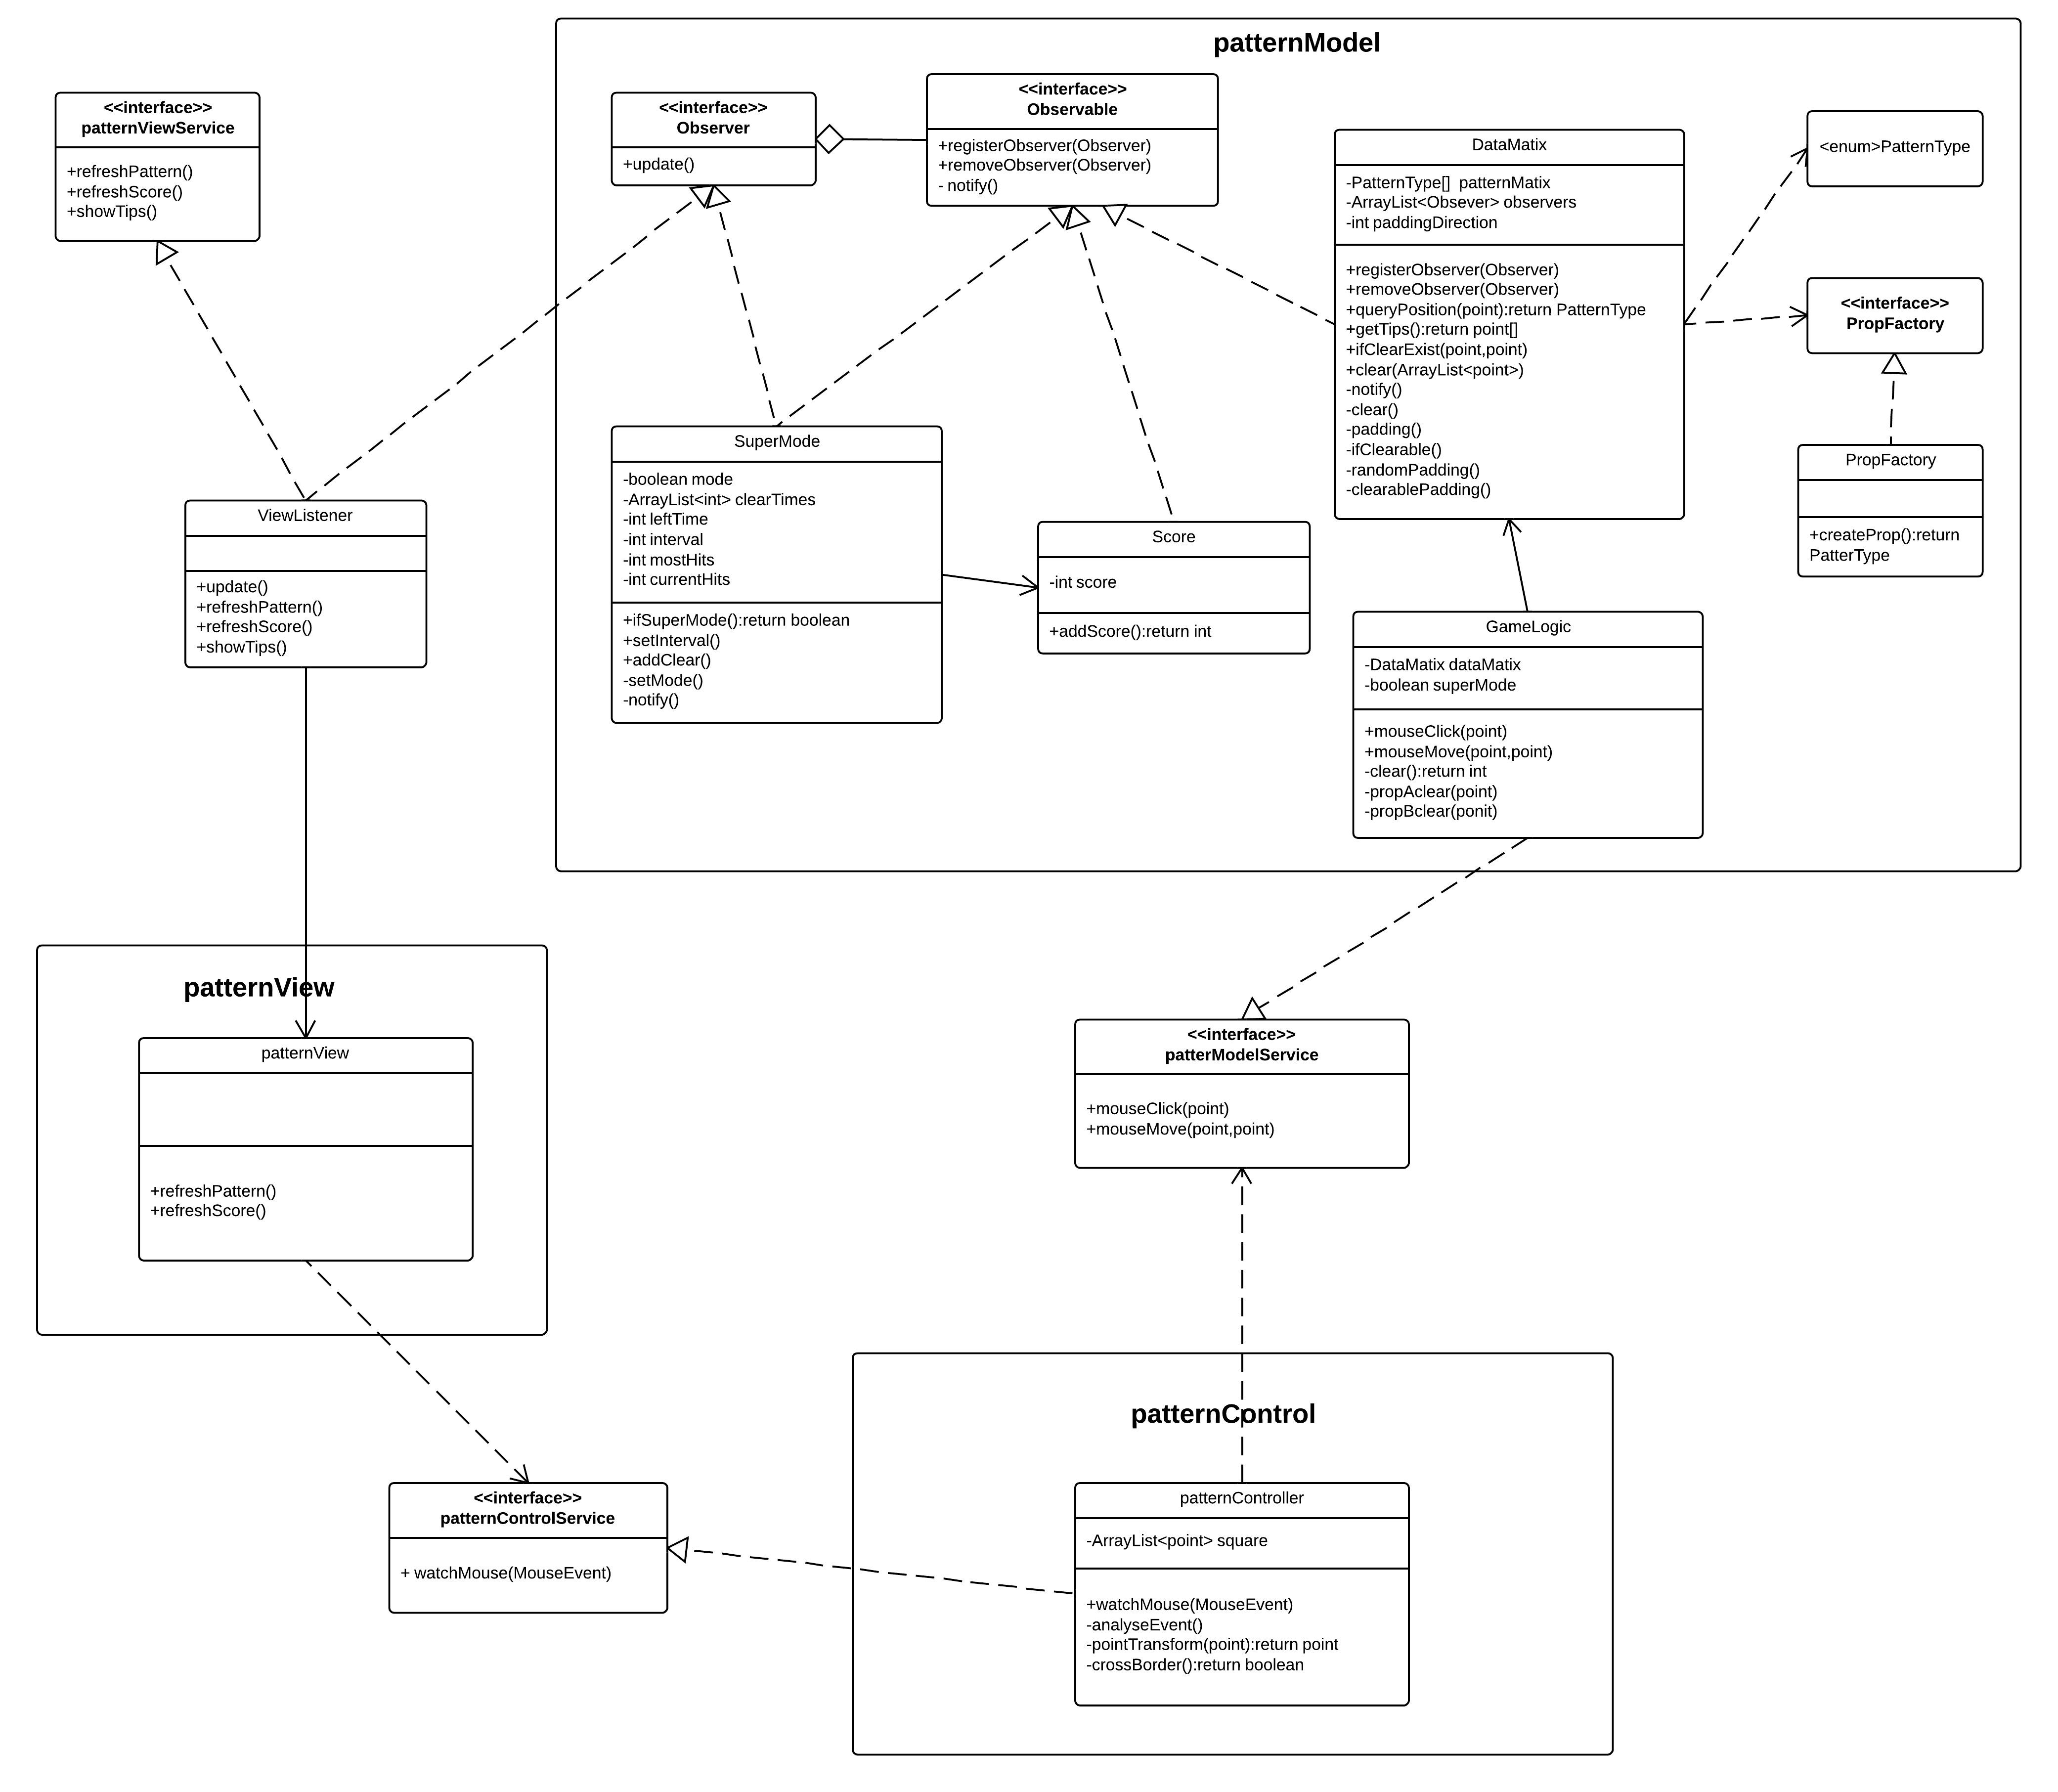 patternModel
<<interface>>
patternViewService
+refreshPattern()
+refreshScore()
+showTips()
<<interface>>
Observer
+update()
<<interface>>
Observable
+registerObserver(Observer)
+removeObserver(Observer)
- notify()
DataMatix
-PatternType[]  patternMatix
-ArrayList<Obsever> observers
-int paddingDirection
+registerObserver(Observer)
+removeObserver(Observer)
+queryPosition(point):return PatternType
+getTips():return point[]
+ifClearExist(point,point)
+clear(ArrayList<point>)
-notify()
-clear()
-padding()
-ifClearable()
-randomPadding()
-clearablePadding()
<enum>PatternType
<<interface>>
PropFactory
PropFactory
+createProp():return
PatterType
SuperMode
-boolean mode
-ArrayList<int> clearTimes
-int leftTime
-int interval
-int mostHits
-int currentHits
+ifSuperMode():return boolean
+setInterval()
+addClear()
-setMode()
-notify()
Score
-int score
+addScore():return int
GameLogic
-DataMatix dataMatix
-boolean superMode
+mouseClick(point)
+mouseMove(point,point)
-clear():return int
-propAclear(point)
-propBclear(ponit)
ViewListener
+update()
+refreshPattern()
+refreshScore()
+showTips()
patternView
patternView
+refreshPattern()
+refreshScore()
<<interface>>
patterModelService
+mouseClick(point)
+mouseMove(point,point)
patternControl
<<interface>>
patternControlService
+ watchMouse(MouseEvent)
patternController
-ArrayList<point> square
+watchMouse(MouseEvent)
-analyseEvent()
-pointTransform(point):return point
-crossBorder():return boolean